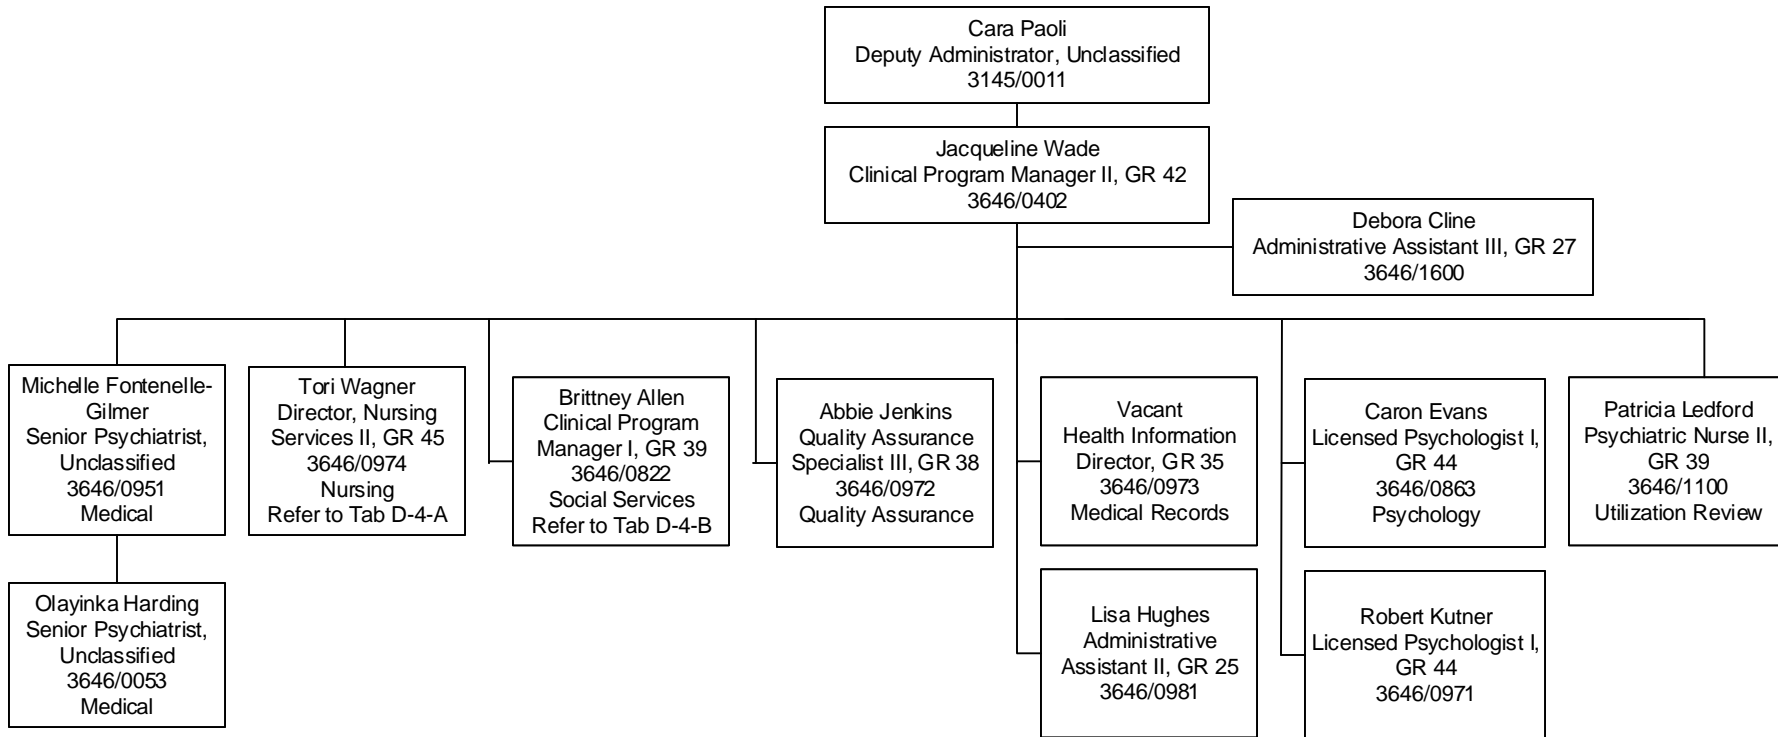 Cara Paoli
Deputy Administrator, Unclassified
3145/0011
Jacqueline Wade
Clinical Program Manager II, GR 42
3646/0402
Debora Cline
Administrative Assistant III, GR 27
3646/1600
Michelle Fontenelle-
Gilmer
Senior Psychiatrist,
Unclassified
3646/0951
Medical
Tori Wagner
Director, Nursing
Services II, GR 45
3646/0974
Nursing
Refer to Tab D-4-A
Brittney Allen
Clinical Program
Manager I, GR 39
3646/0822
Social Services
Refer to Tab D-4-B
Abbie Jenkins
Quality Assurance
Specialist III, GR 38
3646/0972
Quality Assurance
Vacant
Health Information
Director, GR 35
3646/0973
Medical Records
Caron Evans
Licensed Psychologist I,
GR 44
3646/0863
Psychology
Patricia Ledford
Psychiatric Nurse II,
GR 39
3646/1100
Utilization Review
Olayinka Harding
Senior Psychiatrist,
Unclassified
3646/0053
Medical
Lisa Hughes
Administrative
Assistant II, GR 25
3646/0981
Robert Kutner
Licensed Psychologist I,
GR 44
3646/0971